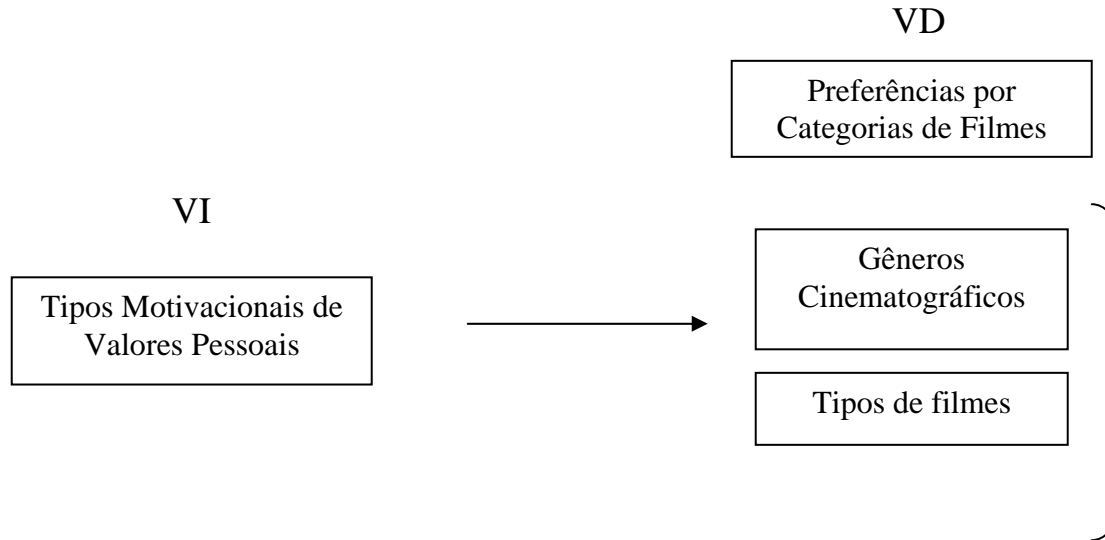 VD
Preferências por
Categorias de Filmes
VI
Gêneros
Cinematográficos
Tipos Motivacionais de
Valores Pessoais
Tipos de filmes